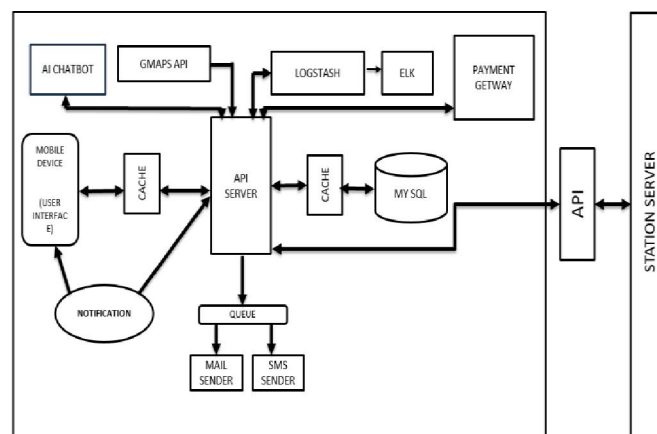 AI CHATBOT
GMAPS API
LOGSTASH
ELK
PAYMENT
GETWAY
MOBILE
DEVICE
(USER
INTERFAC
E)
CACHE
API
SERVER
CACHE
MY SQL
API
STATION SERVER
NOTIFICATION
QUEUE
MAIL
SENDER
SMS
SENDER